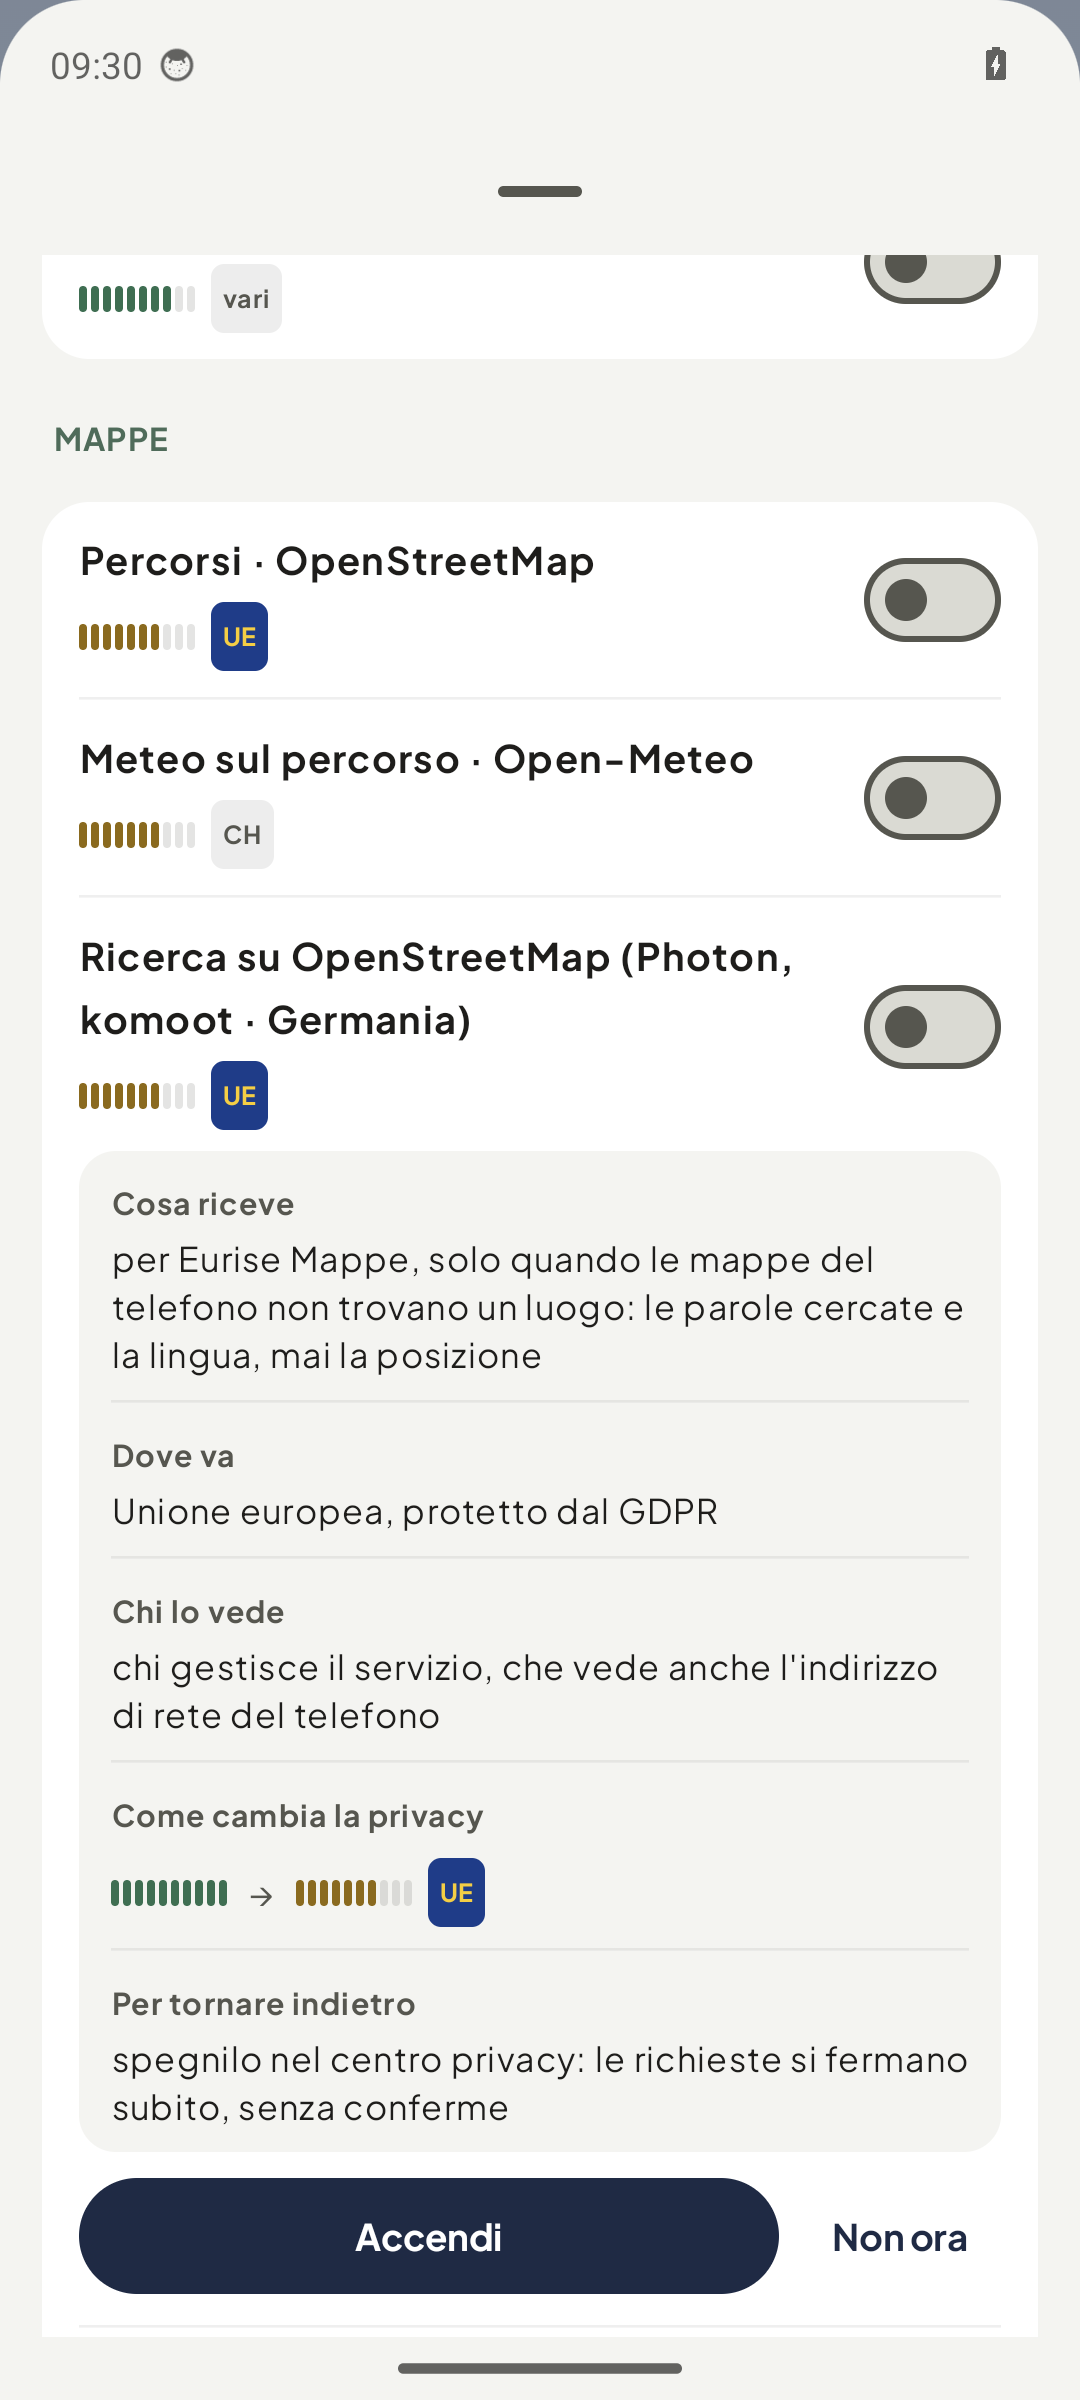 09:30
vari
MAPPE
Percorsi · OpenStreetMap
UE
Meteo sul percorso · Open-Meteo
CH
Ricerca su OpenStreetMap (Photon,
komoot · Germania)
UE
Cosa riceve
per Eurise Mappe, solo quando le mappe del
telefono non trovano un luogo: le parole cercate e
la lingua, mai la posizione
Dove va
Unione europea, protetto dal GDPR
Chi lo vede
chi gestisce il servizio, che vede anche l'indirizzo
di rete del telefono
Come cambia la privacy
→ UE
Per tornare indietro
spegnilo nel centro privacy: le richieste si fermano
subito, senza conferme
Accendi
Non ora